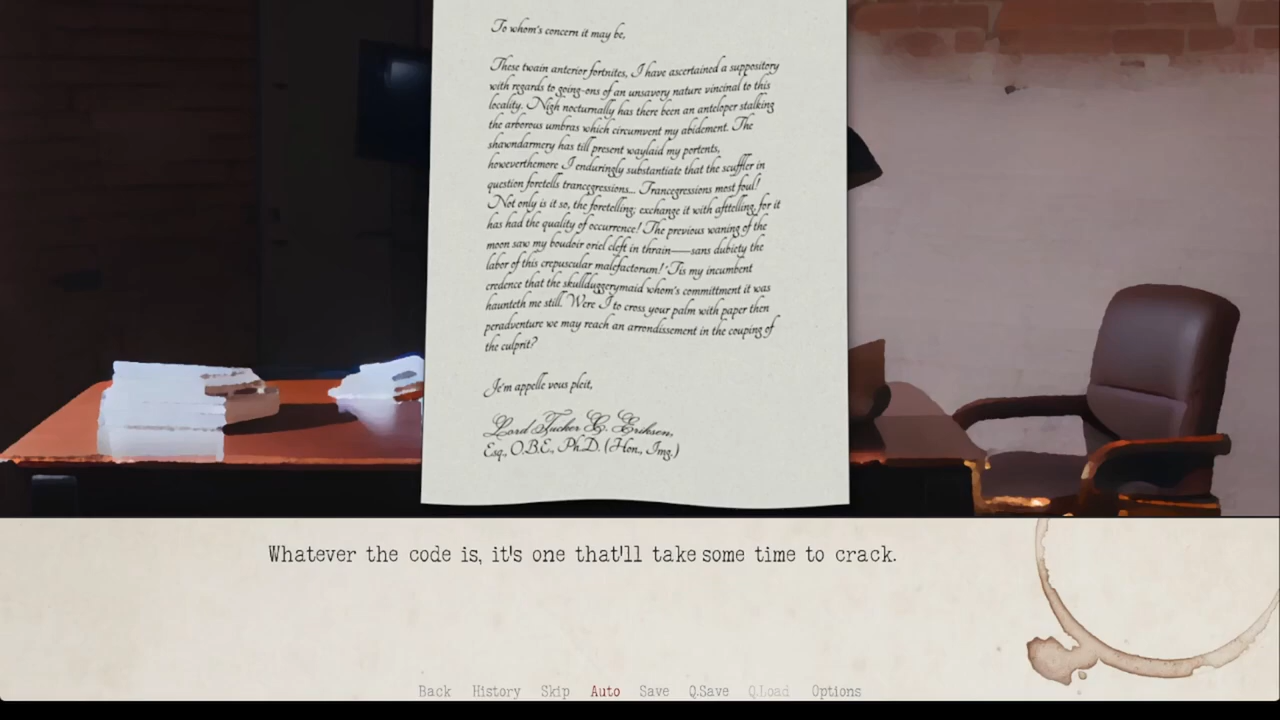 To whom's concern it may be,
These twain anterior fortnites, I have ascertained a suppository
with regards to going-ons of an unsavory nature vincinal to this
locality. Nigh nocturnally has there been an anteloper stalking
the arborous umbras which circumvent my abidement. The
shawndarmery has till present waylaid my portents,
howeverthemore I enduringly substantiate that the scuffler in
question foretells trancegressions... Trancegressions most foul!
Not only is it so, the foretelling; exchange it with afttelling, for it
has had the quality of occurrence! The previous waning of the
moon saw my boudoir oriel cleft in thrain——sans dubiety the
labor of this crepuscular malefactorum! 'Tis my incumbent
credence that the skullduggerymaid whom's committment it was
haunteth me still. Were I to cross your palm with paper then
peradventure we may reach an arrondissement in the couping of
the culprit?
Je'm appelle vous pleit,
Lord Tucker C. Eriksen,
Esq., O.B.E., Ph.D. (Hon., Img.)
Whatever the code is, it's one that'll take some time to crack.
Back History Skip Auto Save Q.Save Q.Load Options